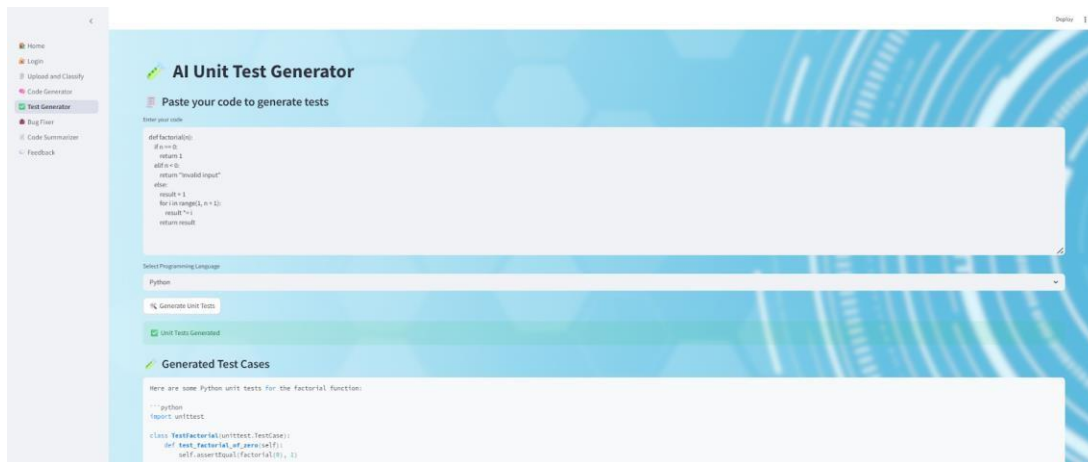 Deploy
Home
Login
Upload and Classify
Code Generator
Test Generator
Bug Fixer
Code Summarizer
Feedback
AI Unit Test Generator
Paste your code to generate tests
Enter your code
def factorial(n):
if n == 0:
return 1
elif n < 0:
return "Invalid input"
else:
result = 1
for i in range(1, n + 1):
result *= i
return result
Select Programming Language
Python
Generate Unit Tests
Unit Tests Generated
Generated Test Cases
Here are some Python unit tests for the factorial function:
```python
import unittest
class TestFactorial(unittest.TestCase):
def test_factorial_of_zero(self):
self.assertEqual(factorial(0), 1)